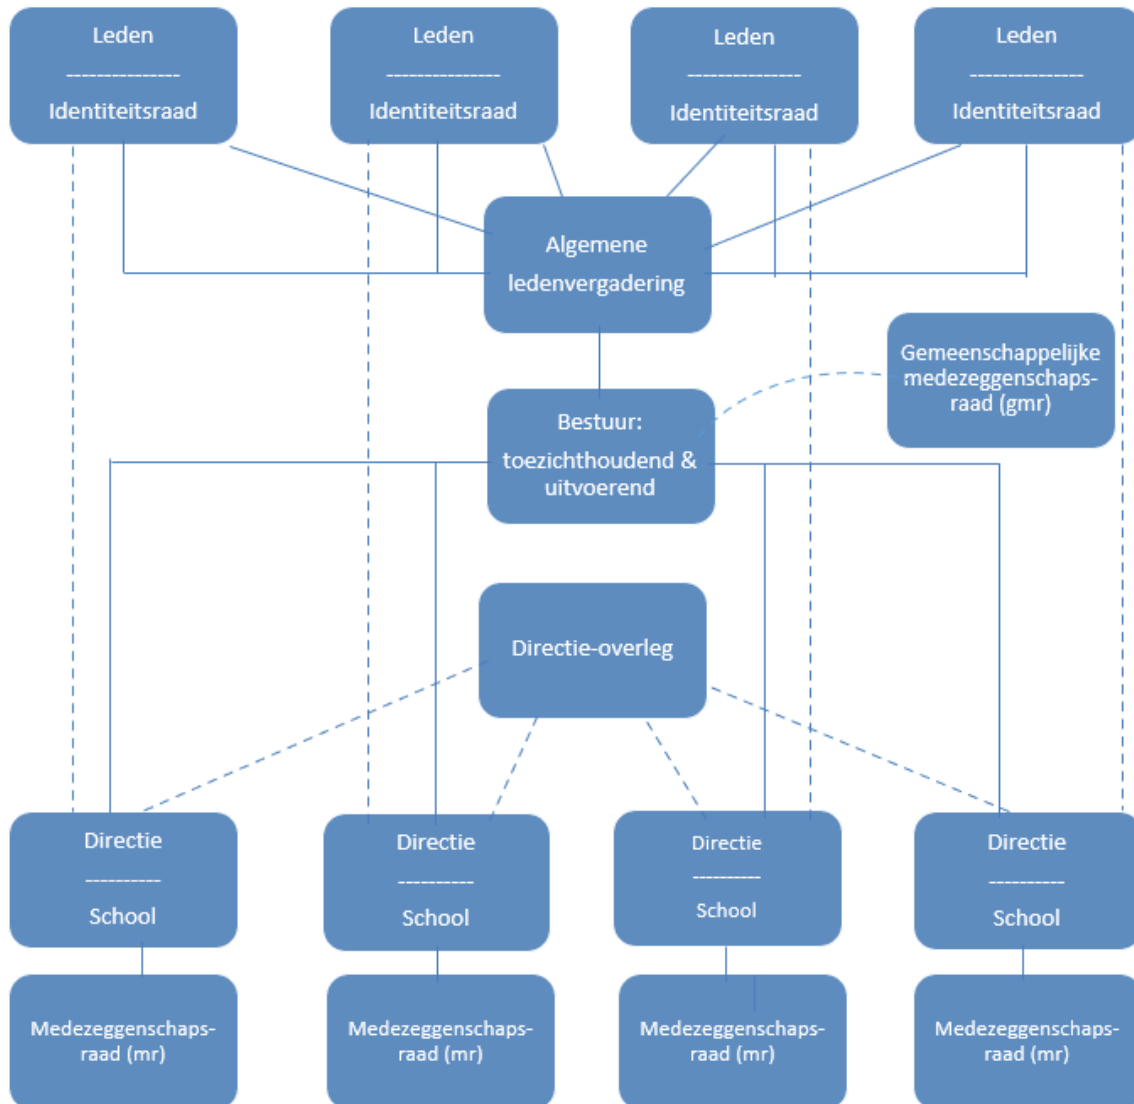 Leden
---------------
Identiteitsraad
Leden
---------------
Identiteitsraad
Leden
---------------
Identiteitsraad
Leden
---------------
Identiteitsraad
Algemene
ledenvergadering
Gemeenschappelijke
medezeggenschaps-
raad (gmr)
Bestuur:
toezichthoudend &
uitvoerend
Directie-overleg
Directie
----------
School
Directie
----------
School
Directie
----------
School
Directie
----------
School
Medezeggenschaps-
raad (mr)
Medezeggenschaps-
raad (mr)
Medezeggenschaps-
raad (mr)
Medezeggenschaps-
raad (mr)